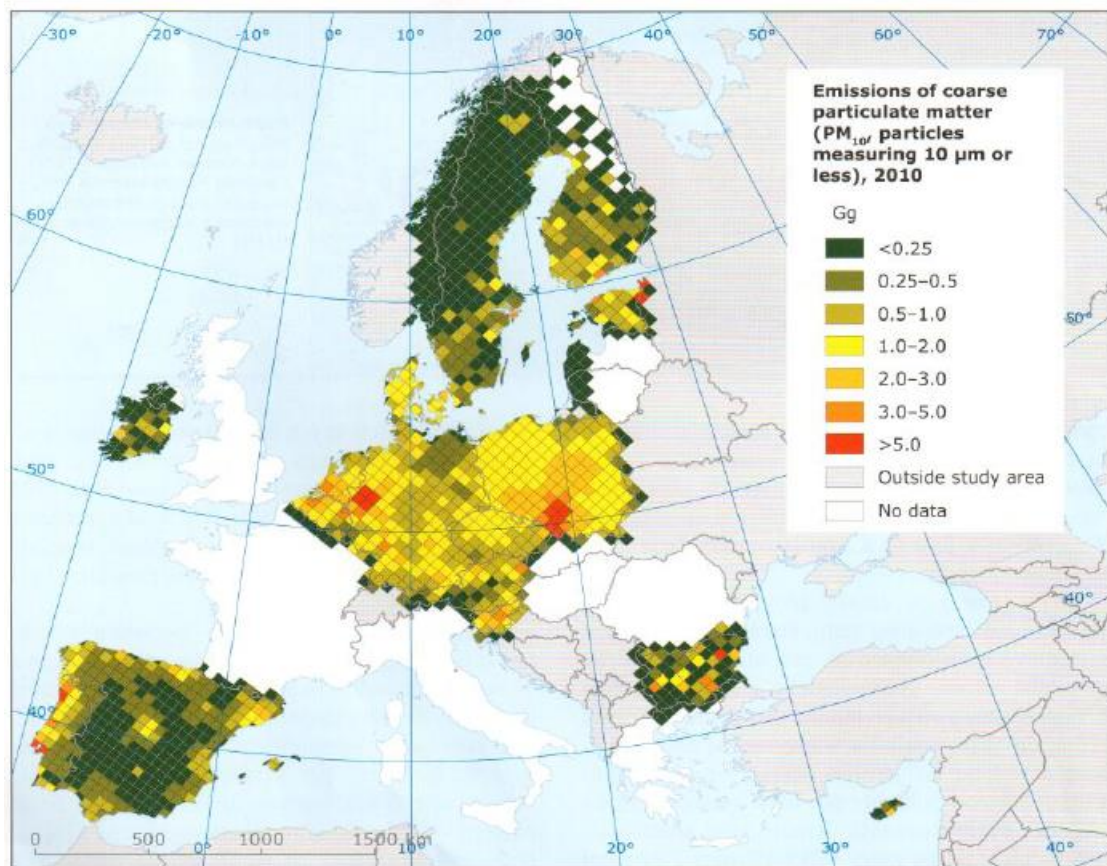 -30° -20° -10° 0° 10° 20° 30° 40° 60° 70°
Emissions of coarse
particulate matter
(PM10, particles
measuring 10 µm or
less), 2010
Gg
<0.25
0.25–0.5
0.5–1.0
1.0–2.0
2.0–3.0
3.0–5.0
>5.0
Outside study area
No data
60°
50°
50°
40°
40°
0 500 1000 1500 km
0° 10° 20° 40°